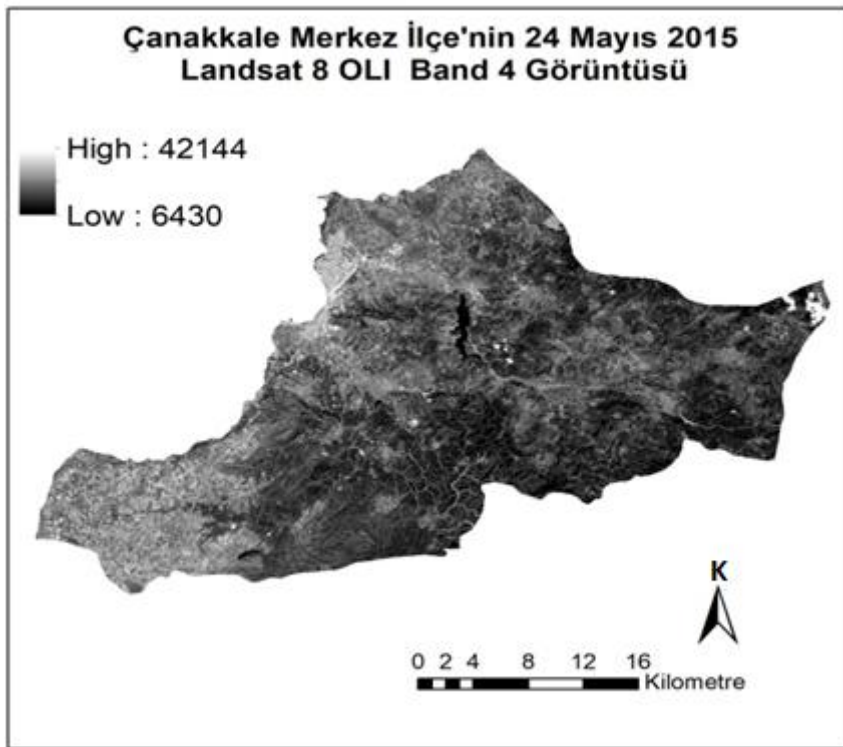 Çanakkale Merkez İlçe'nin 24 Mayıs 2015
Landsat 8 OLI Band 4 Görüntüsü
High : 42144
Low : 6430
K
0 2 4 8 12 16
Kilometre